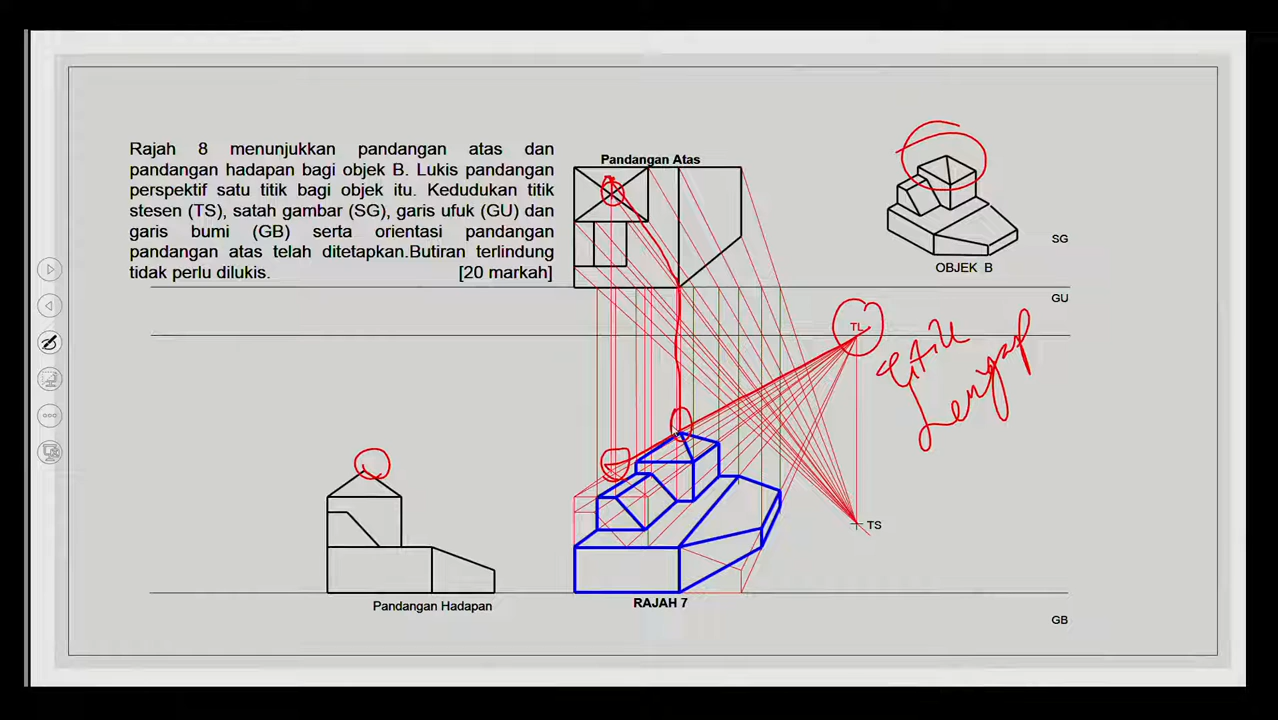 Rajah 8 menunjukkan pandangan atas dan
pandangan hadapan bagi objek B. Lukis pandangan
perspektif satu titik bagi objek itu. Kedudukan titik
stesen (TS), satah gambar (SG), garis ufuk (GU) dan
garis bumi (GB) serta orientasi pandangan
pandangan atas telah ditetapkan.Butiran terlindung
tidak perlu dilukis. [20 markah]
Pandangan Atas
OBJEK B
SG
GU
TL
titik
Lenyap
TS
Pandangan Hadapan
RAJAH 7
GB